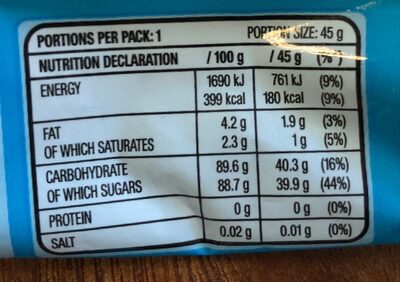 PORTIONS PER PACK: 1 PORTION SIZE: 45 g
NUTRITION DECLARATION / 100 g / 45 g (%*)
ENERGY 1690 kJ 761 kJ (9%)
399 kcal 180 kcal (9%)
FAT 4.2 g 1.9 g (3%)
OF WHICH SATURATES 2.3 g 1 g (5%)
CARBOHYDRATE 89.6 g 40.3 g (16%)
OF WHICH SUGARS 88.7 g 39.9 g (44%)
PROTEIN 0 g 0 g (0%)
SALT 0.02 g 0.01 g (0%)